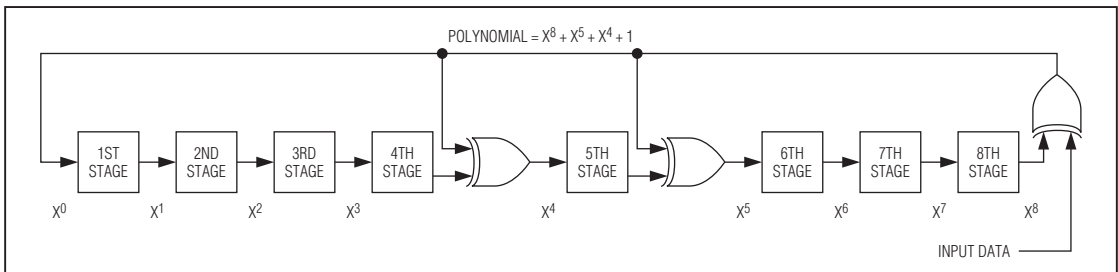 POLYNOMIAL = X⁸ + X⁵ + X⁴ + 1
1ST
STAGE
2ND
STAGE
3RD
STAGE
4TH
STAGE
5TH
STAGE
6TH
STAGE
7TH
STAGE
8TH
STAGE
X⁰
X¹
X²
X³
X⁴
X⁵
X⁶
X⁷
X⁸
INPUT DATA